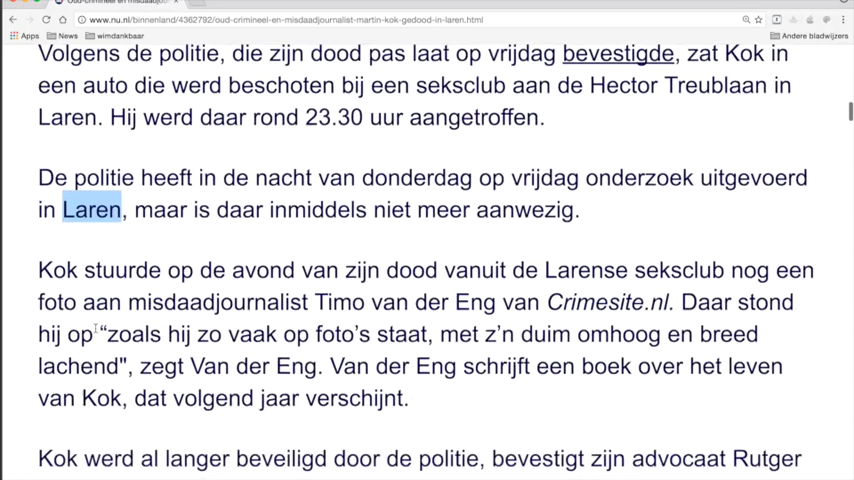 Oud-crimineel en misdaadjourna
www.nu.nl/binnenland/4362792/oud-crimineel-en-misdaadjournalist-martin-kok-gedood-in-laren.html
Apps News wimdankbaar Andere bladwijzers
Volgens de politie, die zijn dood pas laat op vrijdag bevestigde, zat Kok in
een auto die werd beschoten bij een seksclub aan de Hector Treublaan in
Laren. Hij werd daar rond 23.30 uur aangetroffen.
De politie heeft in de nacht van donderdag op vrijdag onderzoek uitgevoerd
in Laren, maar is daar inmiddels niet meer aanwezig.
Kok stuurde op de avond van zijn dood vanuit de Larense seksclub nog een
foto aan misdaadjournalist Timo van der Eng van Crimesite.nl. Daar stond
hij op “zoals hij zo vaak op foto’s staat, met z’n duim omhoog en breed
lachend", zegt Van der Eng. Van der Eng schrijft een boek over het leven
van Kok, dat volgend jaar verschijnt.
Kok werd al langer beveiligd door de politie, bevestigt zijn advocaat Rutger